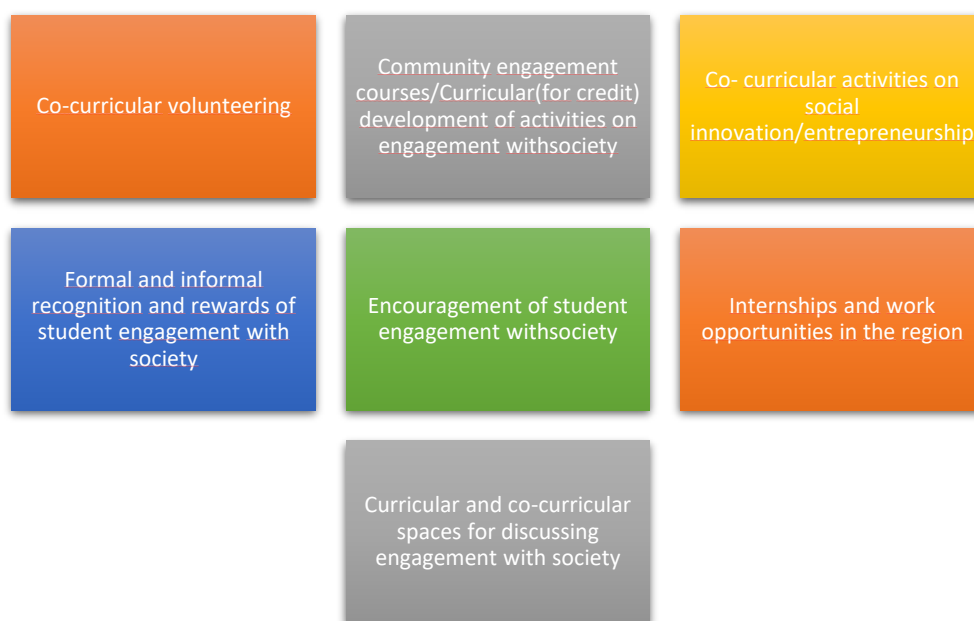 Co-curricular volunteering
Community engagement
courses/Curricular(for credit)
development of activities on
engagement withsociety
Co- curricular activities on
social
innovation/entrepreneurship
Formal and informal
recognition and rewards of
student engagement with
society
Encouragement of student
engagement withsociety
Internships and work
opportunities in the region
Curricular and co-curricular
spaces for discussing
engagement with society